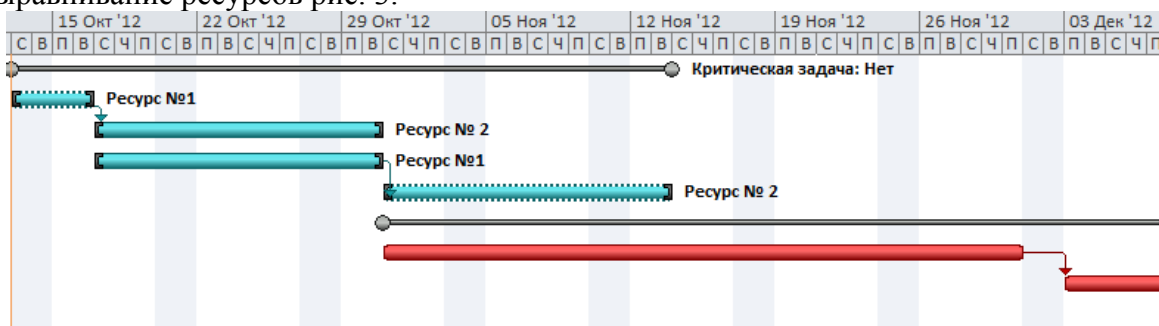 выравнивание ресурсов рис. 3.
15 Окт '12 22 Окт '12 29 Окт '12 05 Ноя '12 12 Ноя '12 19 Ноя '12 26 Ноя '12 03 Дек '12
С В П В С Ч П С В П В С Ч П С В П В С Ч П С В П В С Ч П С В П В С Ч П С В П В С Ч П С В П В С Ч П С В П В С Ч П
Критическая задача: Нет
Ресурс №1
Ресурс № 2
Ресурс №1
Ресурс № 2